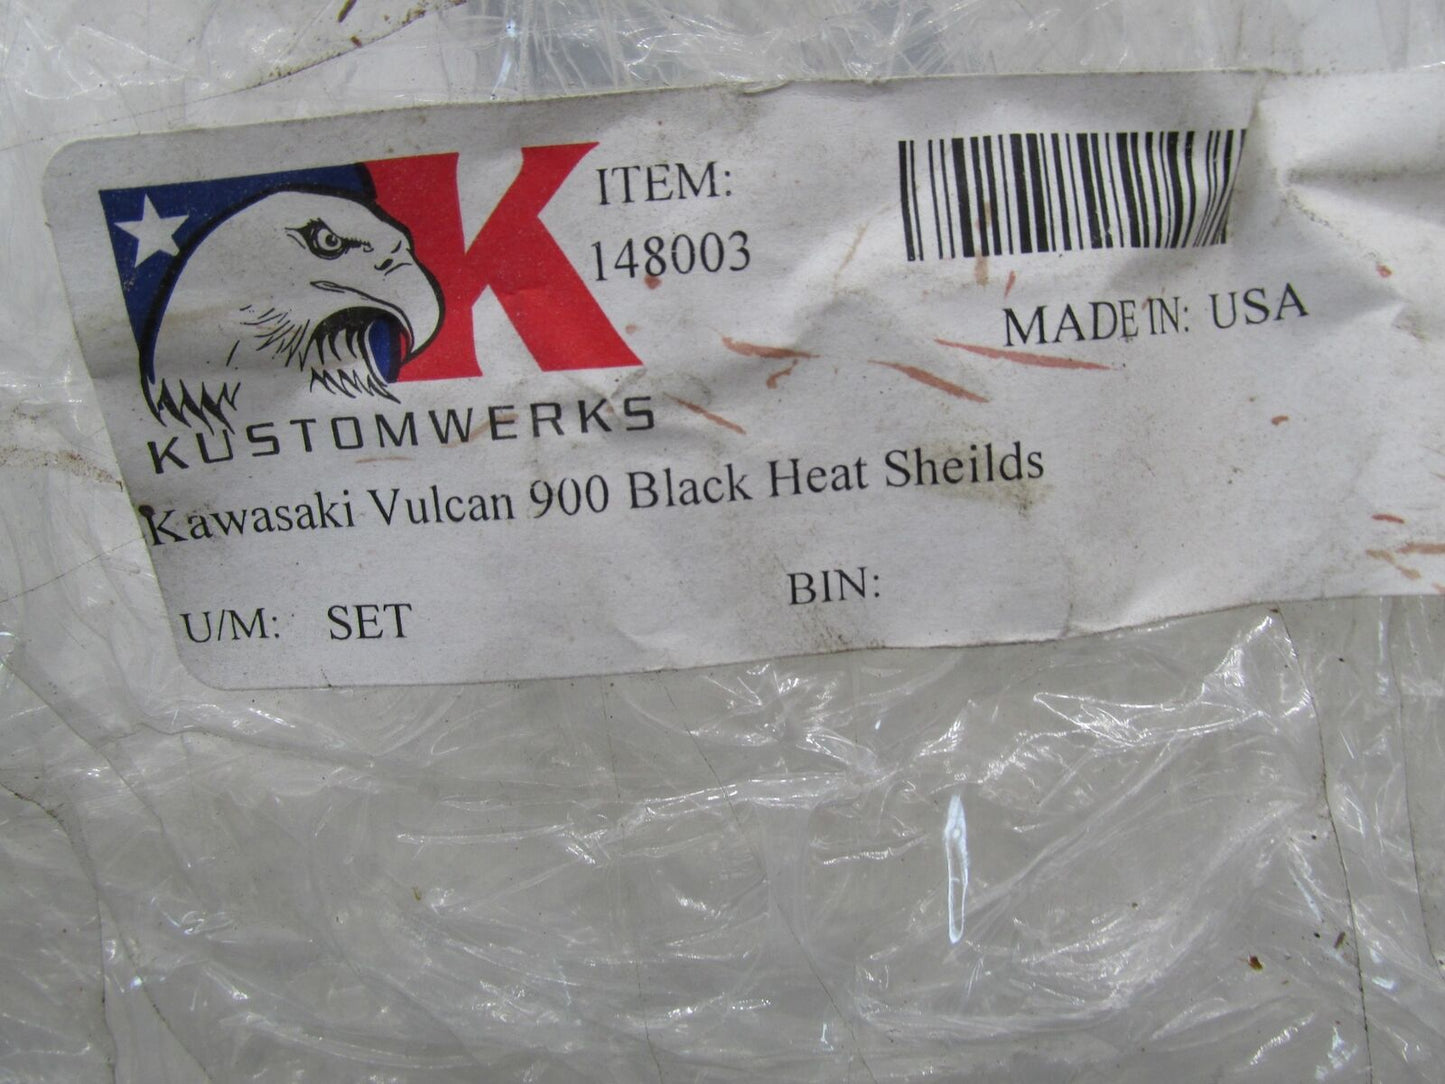 ITEM:
148003
MADE IN: USA
K
KUSTOMWERKS
Kawasaki Vulcan 900 Black Heat Sheilds
U/M: SET
BIN: